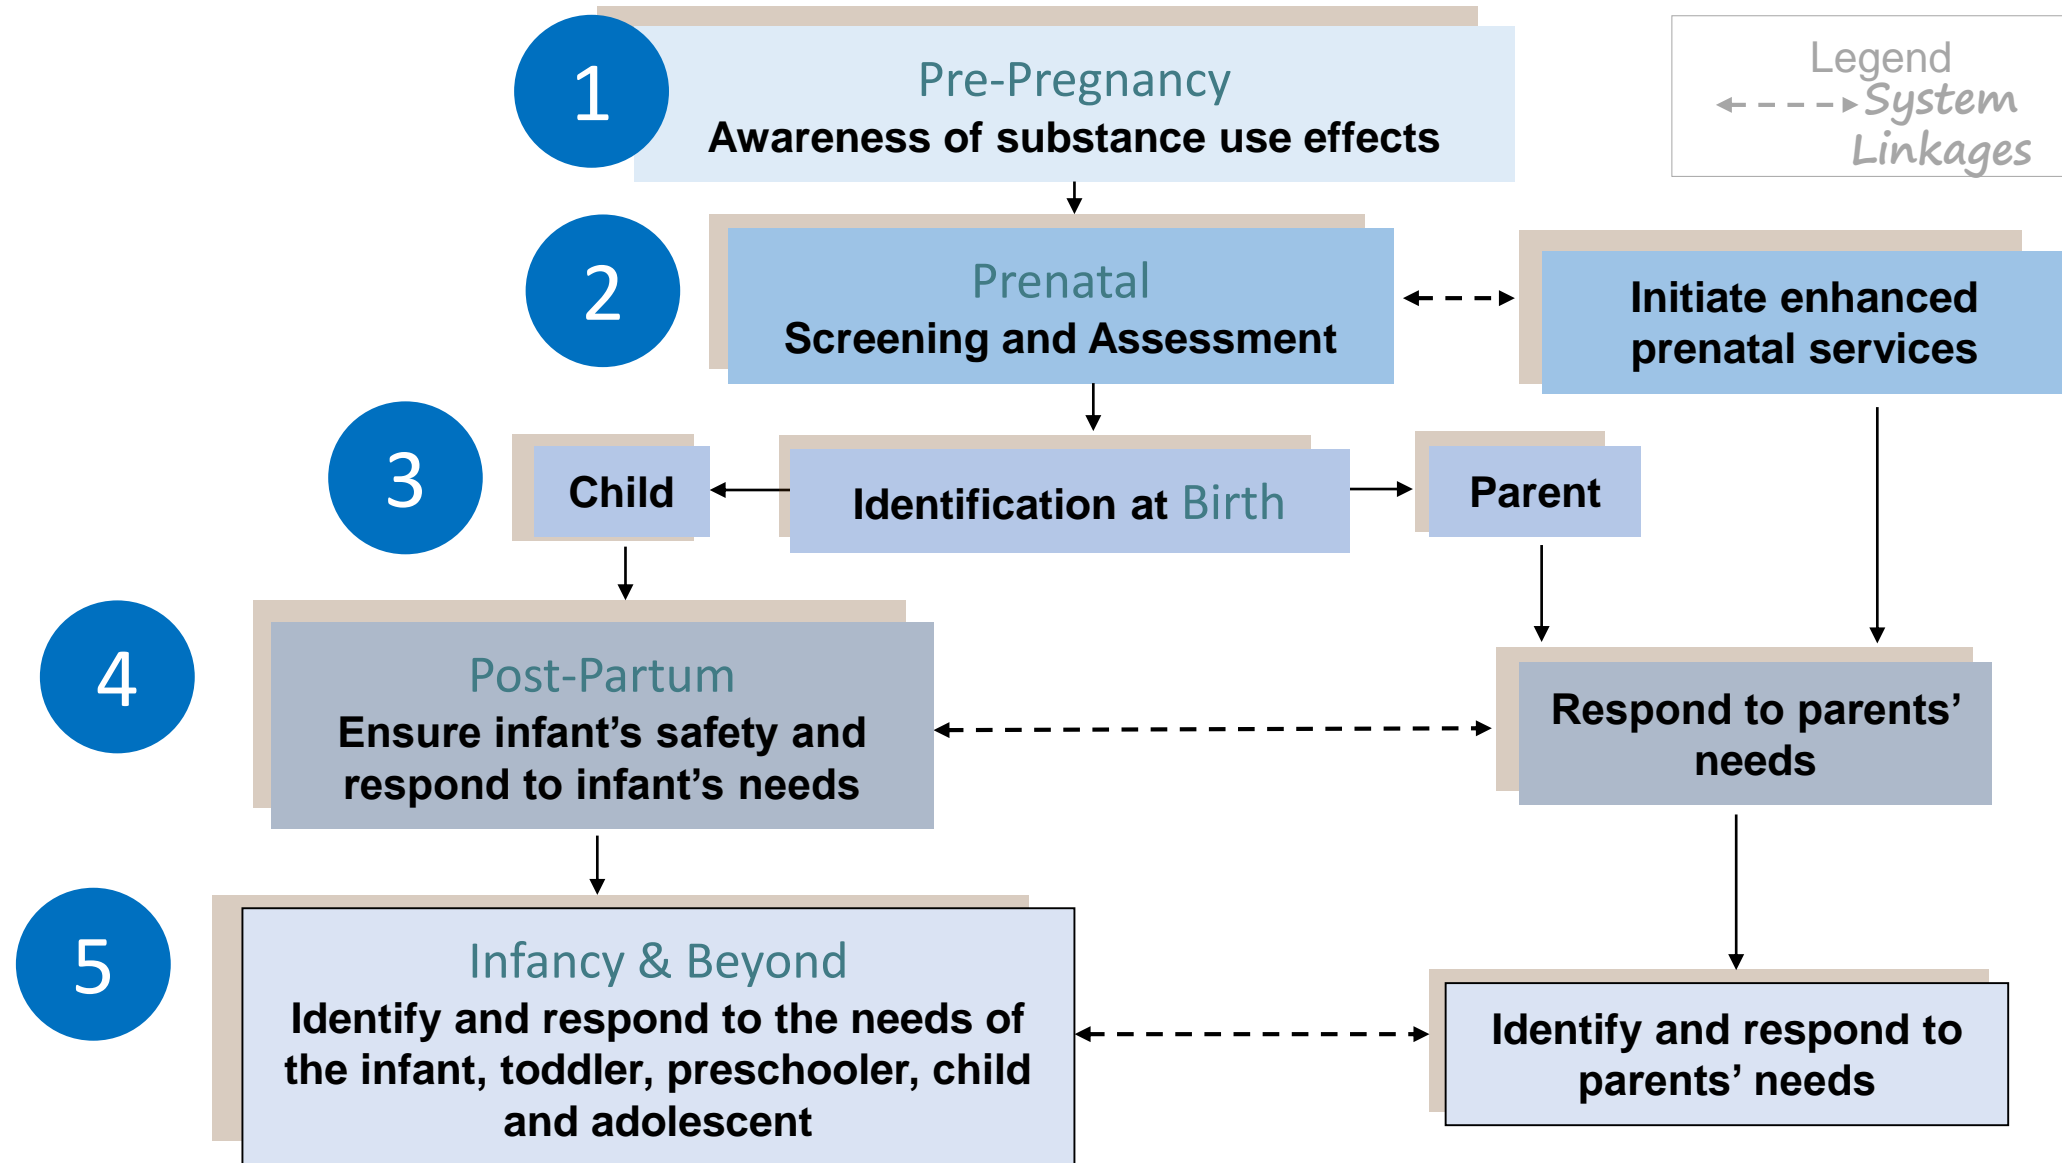 1
Pre-Pregnancy
Awareness of substance use effects
Legend
System
Linkages
2
Prenatal
Screening and Assessment
Initiate enhanced
prenatal services
3
Child
Identification at Birth
Parent
4
Post-Partum
Ensure infant’s safety and
respond to infant’s needs
Respond to parents’
needs
5
Infancy & Beyond
Identify and respond to the needs of
the infant, toddler, preschooler, child
and adolescent
Identify and respond to
parents’ needs